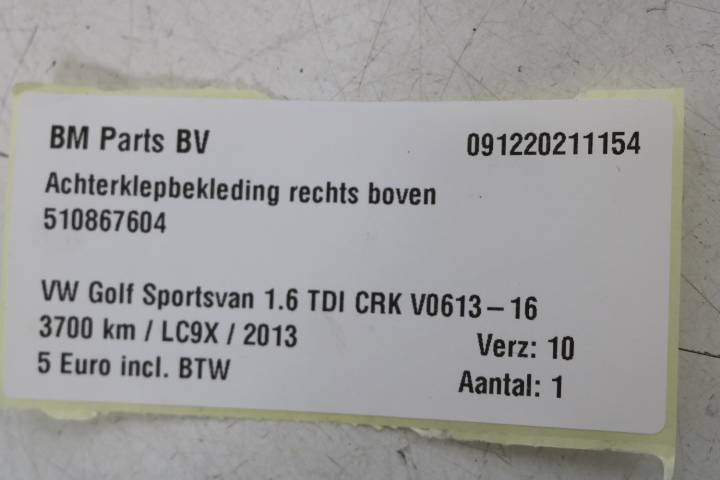 BM Parts BV 091220211154
Achterklepbekleding rechts boven
510867604
VW Golf Sportsvan 1.6 TDI CRK V0613-16
3700 km / LC9X / 2013 Verz: 10
5 Euro incl. BTW Aantal: 1